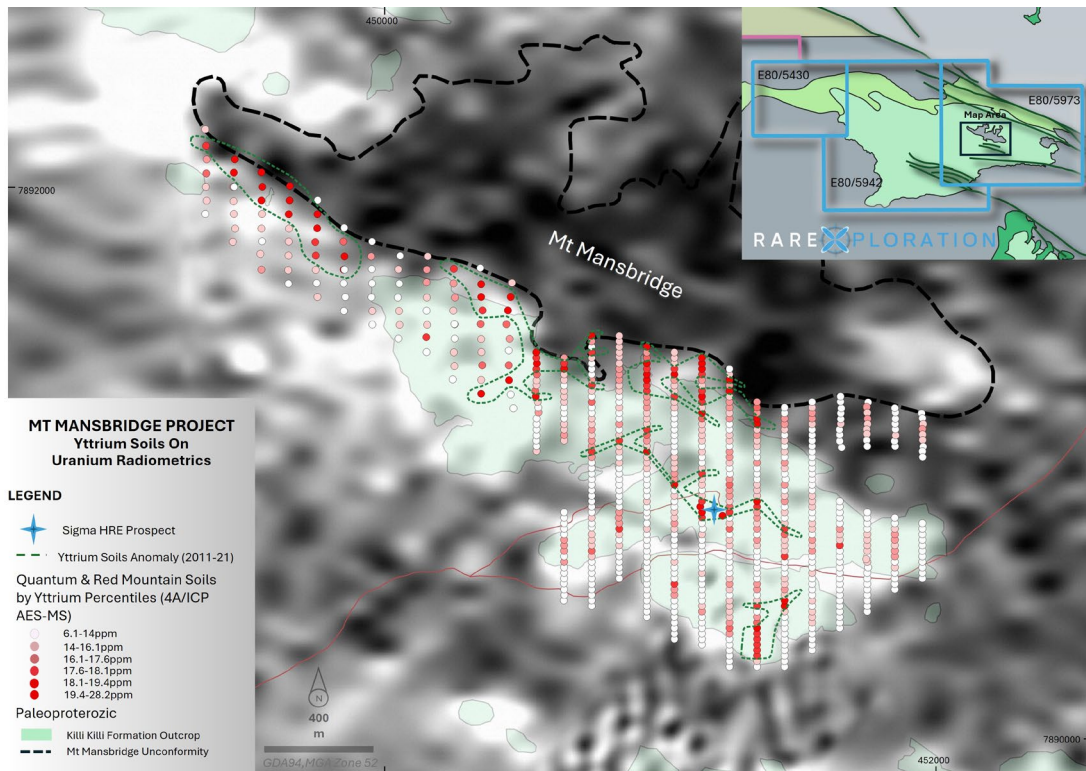 450000
7892000
Mt Mansbridge
E80/5430
E80/5973
Map Area
E80/5942
RAREXPLORATION
MT MANSBRIDGE PROJECT
Yttrium Soils On
Uranium Radiometrics
LEGEND
Sigma HRE Prospect
Yttrium Soils Anomaly (2011-21)
Quantum & Red Mountain Soils
by Yttrium Percentiles (4A/ICP
AES-MS)
6.1-14ppm
14-16.1ppm
16.1-17.6ppm
17.6-18.1ppm
18.1-19.4ppm
19.4-28.2ppm
Paleoproterozic
Killi Killi Formation Outcrop
Mt Mansbridge Unconformity
N
400
m
GDA94,MGA Zone 52
7890000
452000